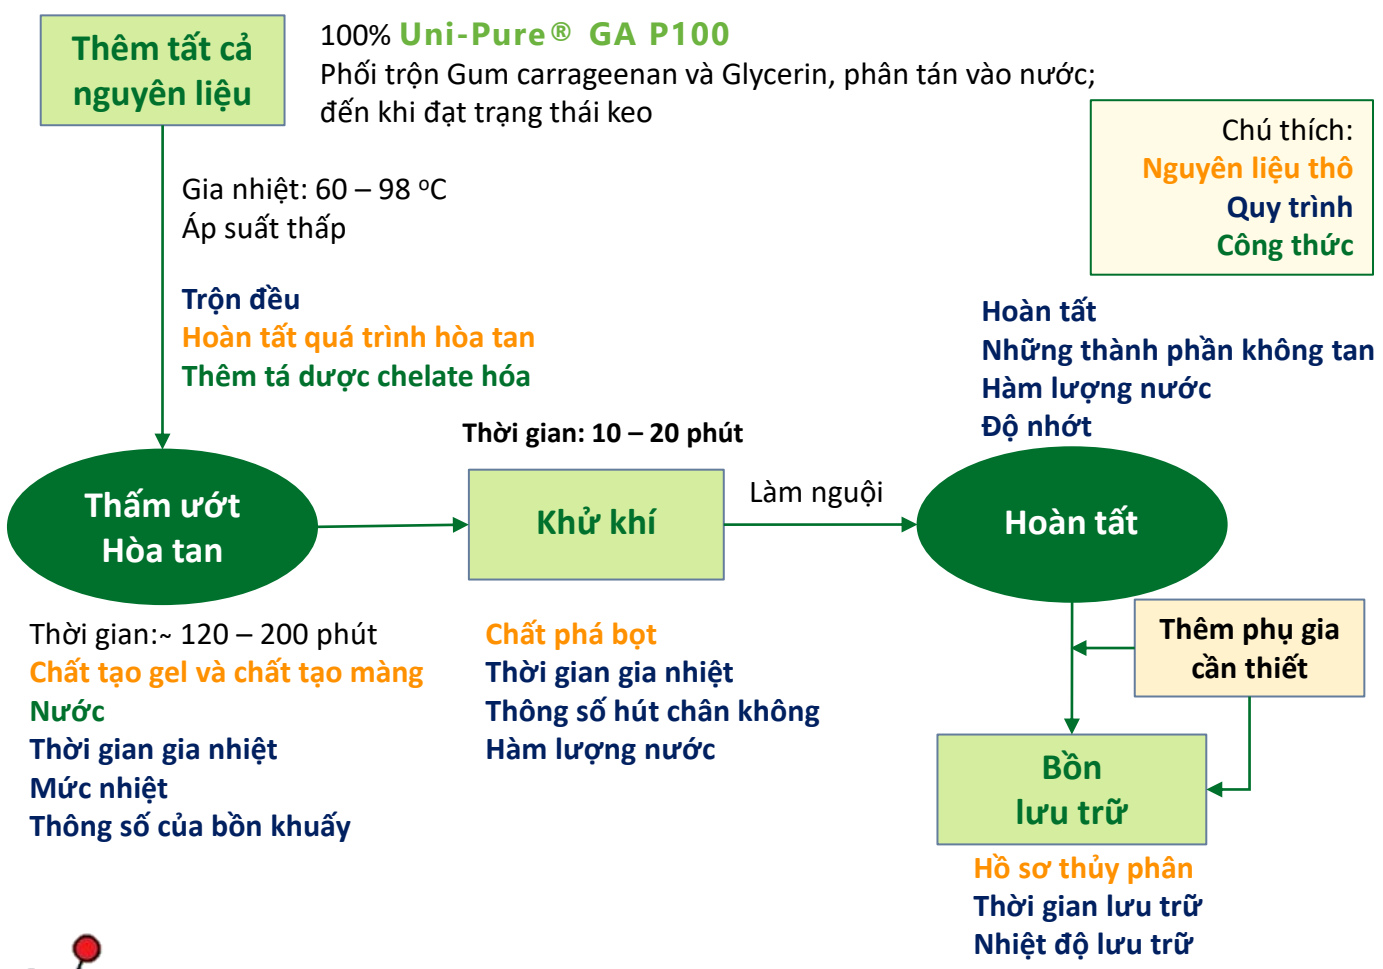 Thêm tất cả
nguyên liệu
100% Uni-Pure® GA P100
Phối trộn Gum carrageenan và Glycerin, phân tán vào nước;
đến khi đạt trạng thái keo
Chú thích:
Nguyên liệu thô
Quy trình
Công thức
Gia nhiệt: 60 – 98 ºC
Áp suất thấp
Trộn đều
Hoàn tất quá trình hòa tan
Thêm tá dược chelate hóa
Hoàn tất
Những thành phần không tan
Hàm lượng nước
Độ nhớt
Thời gian: 10 – 20 phút
Thấm ướt
Hòa tan
Khử khí
Làm nguội
Hoàn tất
Thời gian:~ 120 – 200 phút
Chất tạo gel và chất tạo màng
Nước
Thời gian gia nhiệt
Mức nhiệt
Thông số của bồn khuấy
Chất phá bọt
Thời gian gia nhiệt
Thông số hút chân không
Hàm lượng nước
Thêm phụ gia
cần thiết
Bồn
lưu trữ
Hồ sơ thủy phân
Thời gian lưu trữ
Nhiệt độ lưu trữ